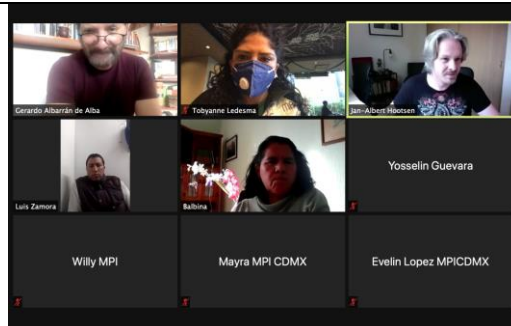 Gerardo Albarrán de Alba
Tobyanne Ledesma
Jan-Albert Hootsen
Luis Zamora
Balbina
Yosselin Guevara
Willy MPI
Mayra MPI CDMX
Evelin Lopez MPICDMX